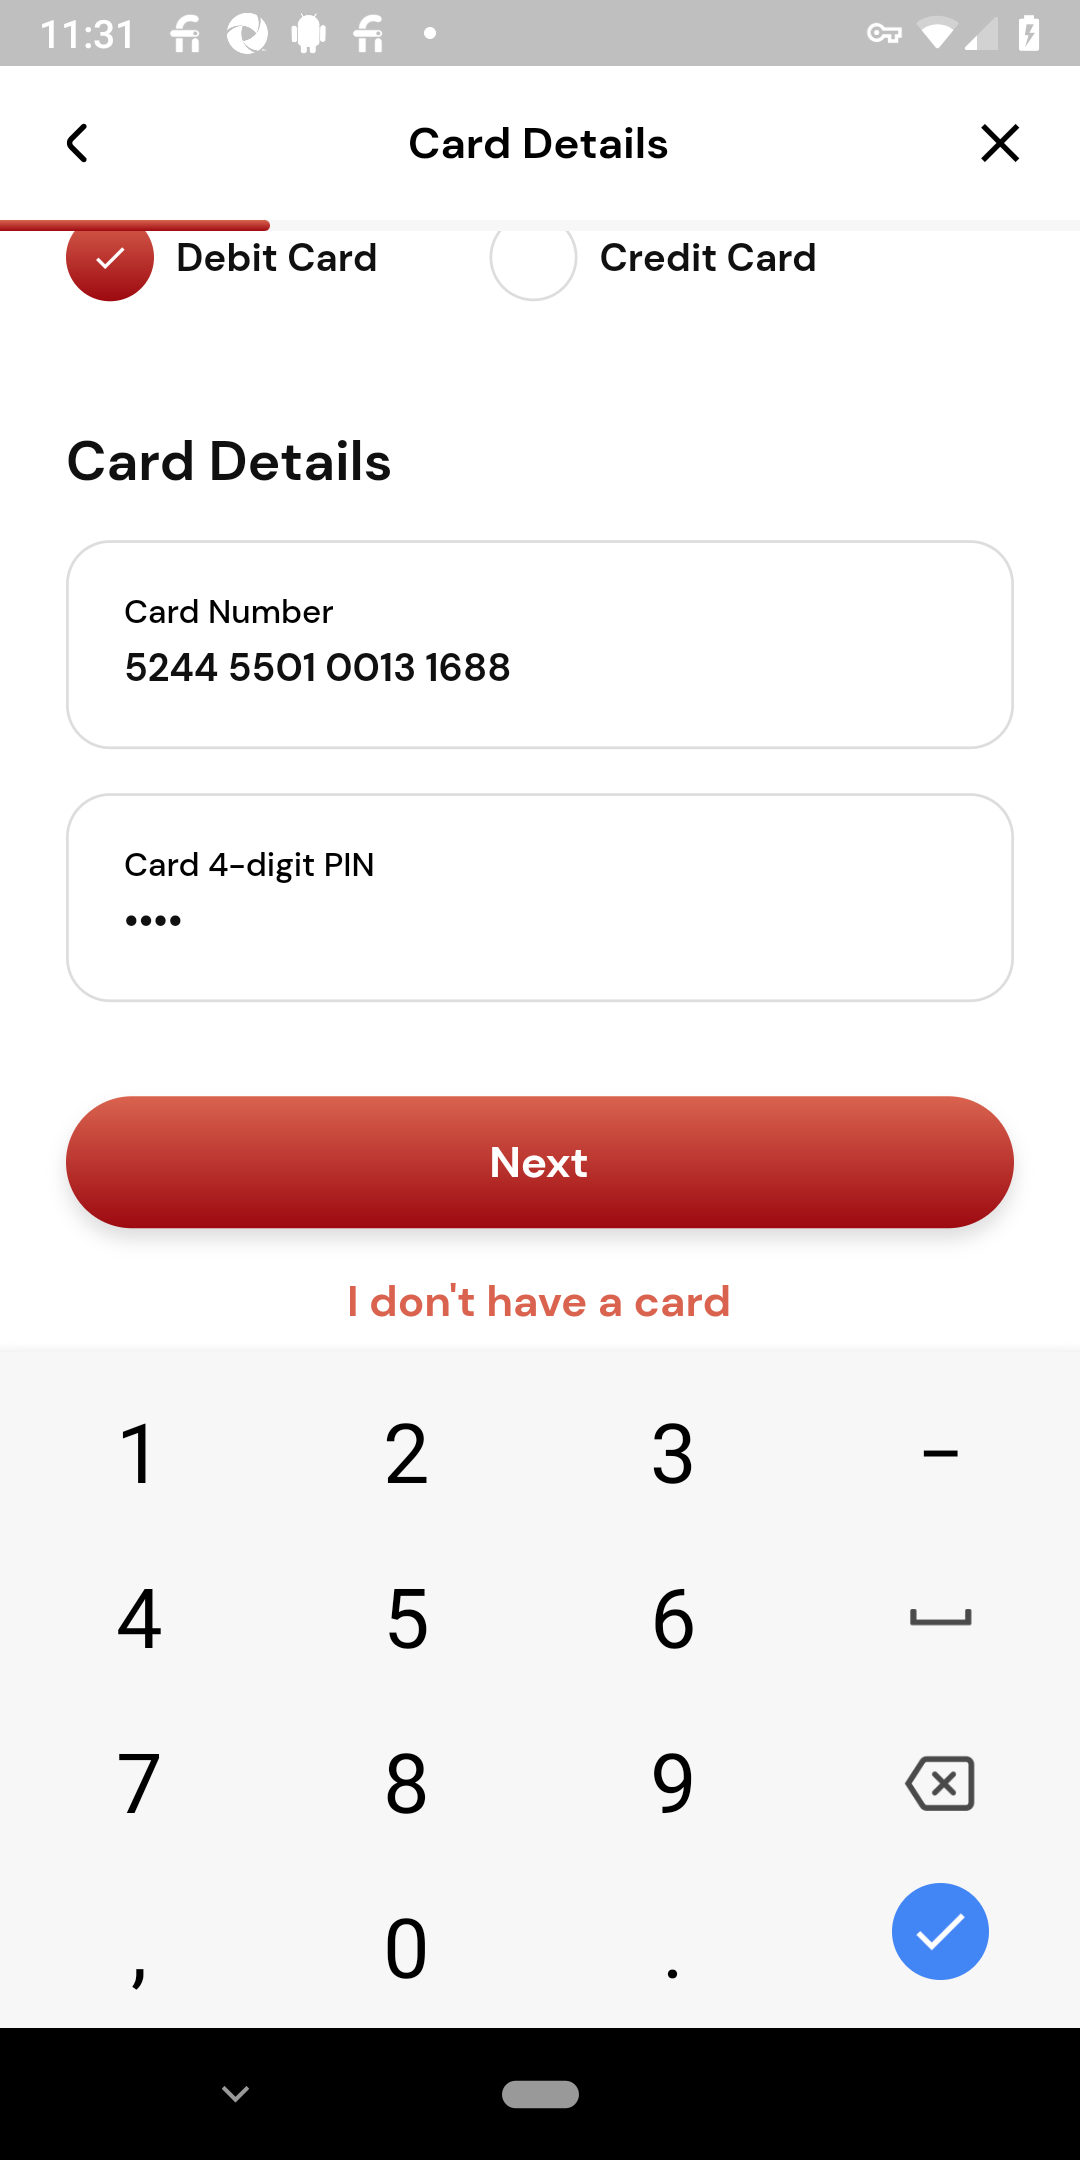 11:31
Card Details
Debit Card
Credit Card
Card Details
Card Number
5244 5501 0013 1688
Card 4-digit PIN
••••
Next
I don't have a card
1 2 3 –
4 5 6
7 8 9
, 0 .